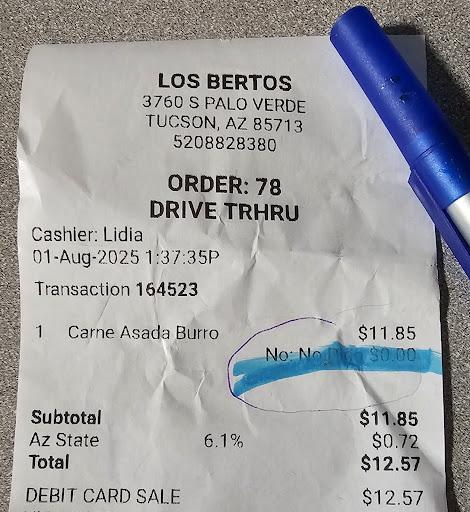 LOS BERTOS
3760 S PALO VERDE
TUCSON, AZ 85713
5208828380
ORDER: 78
DRIVE TRHRU
Cashier: Lidia
01-Aug-2025 1:37:35P
Transaction 164523
1 Carne Asada Burro $11.85
No: No $0.00
Subtotal $11.85
Az State 6.1% $0.72
Total $12.57
DEBIT CARD SALE $12.57